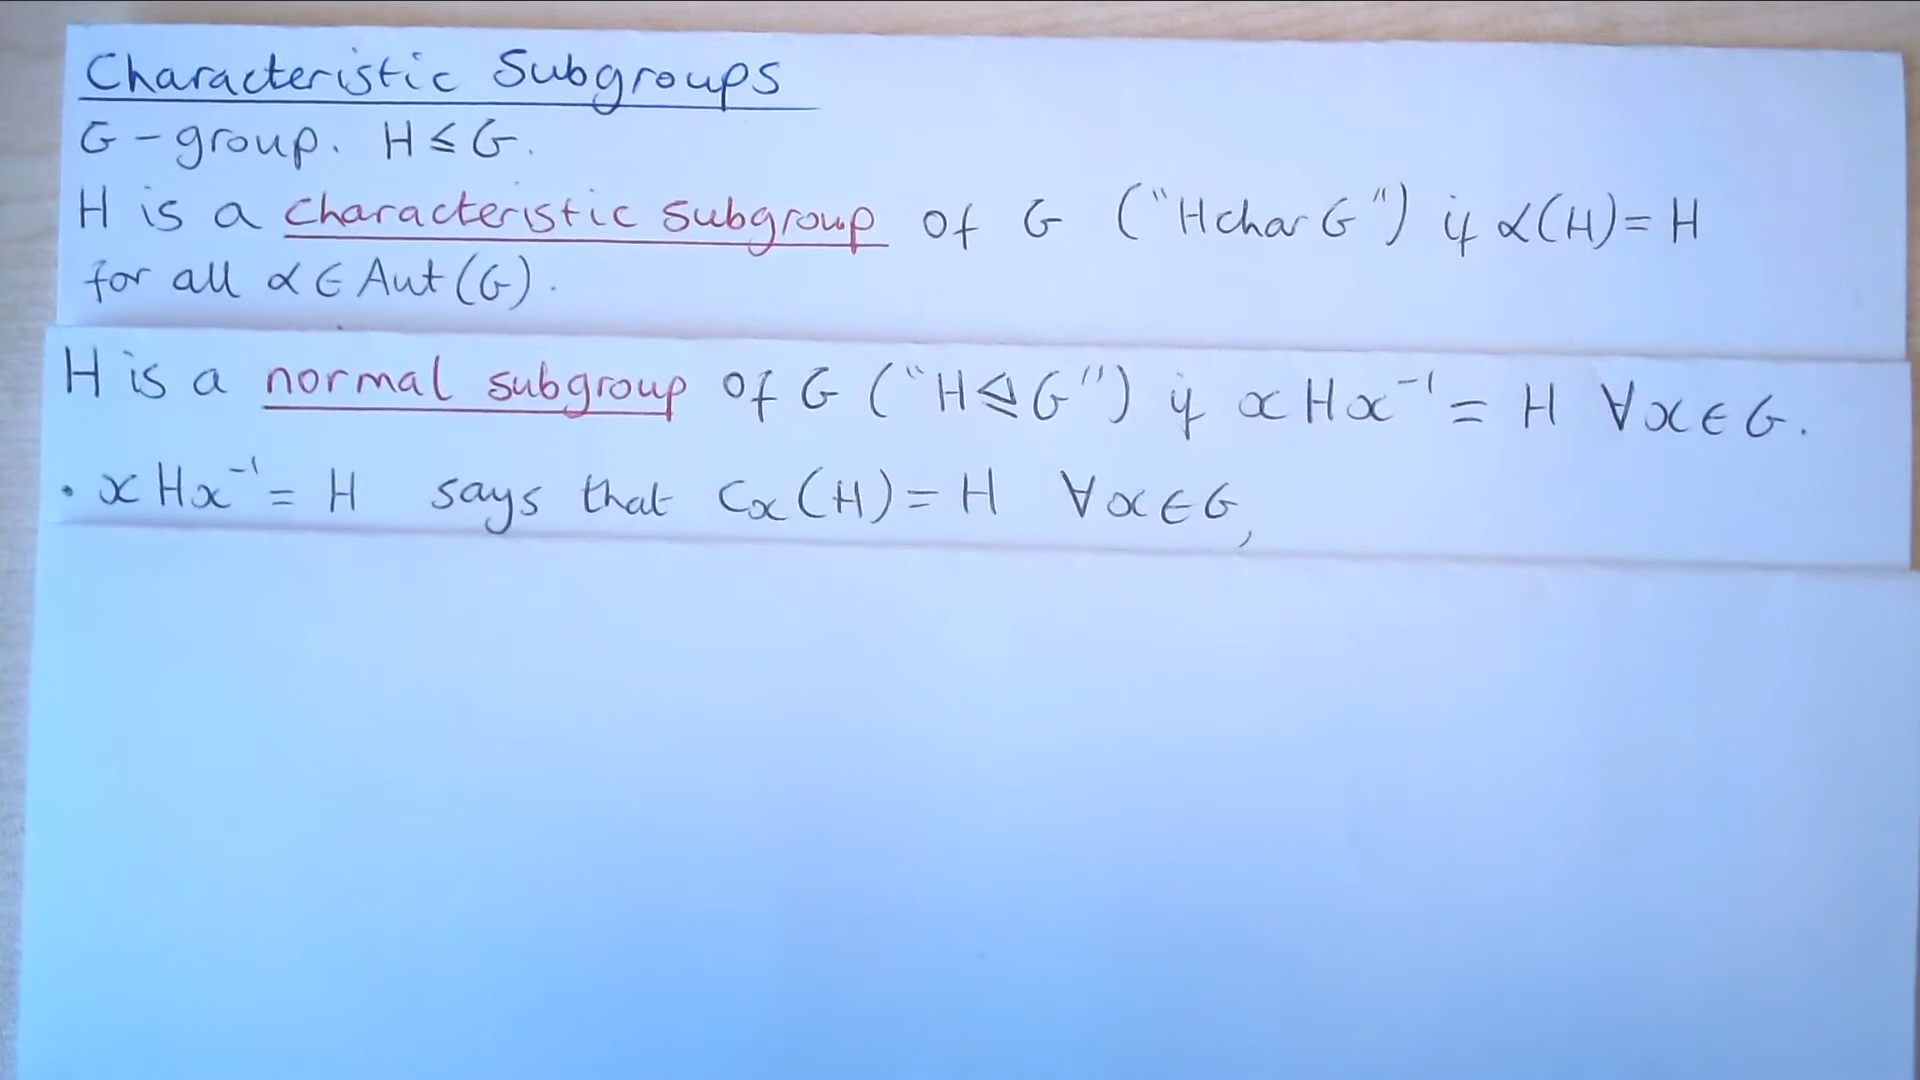 Characteristic Subgroups
G - group. H ≤ G.
H is a characteristic subgroup of G ("H char G") if α(H) = H
for all α ∈ Aut(G).
H is a normal subgroup of G ("H ⊴ G") if xHx⁻¹ = H ∀x ∈ G.
• xHx⁻¹ = H says that Cx(H) = H ∀x ∈ G,